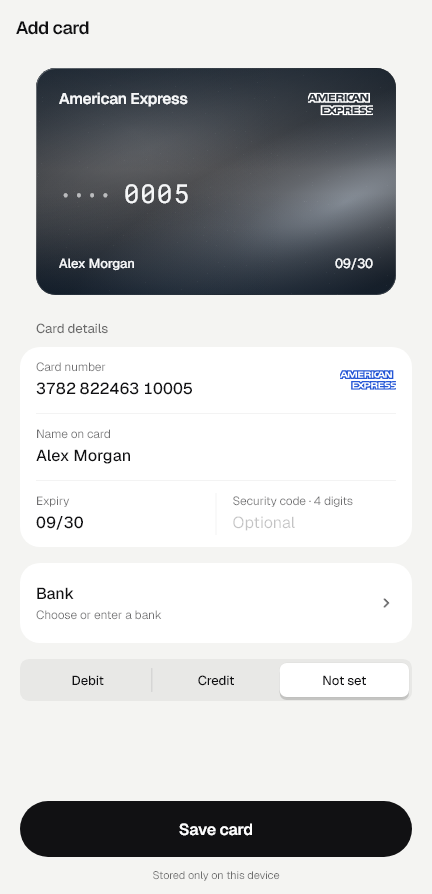 Add card
American Express
AMERICAN
EXPRESS
•••• 0005
Alex Morgan
09/30
Card details
Card number
3782 822463 10005
AMERICAN
EXPRESS
Name on card
Alex Morgan
Expiry
09/30
Security code · 4 digits
Optional
Bank
Choose or enter a bank
Debit
Credit
Not set
Save card
Stored only on this device